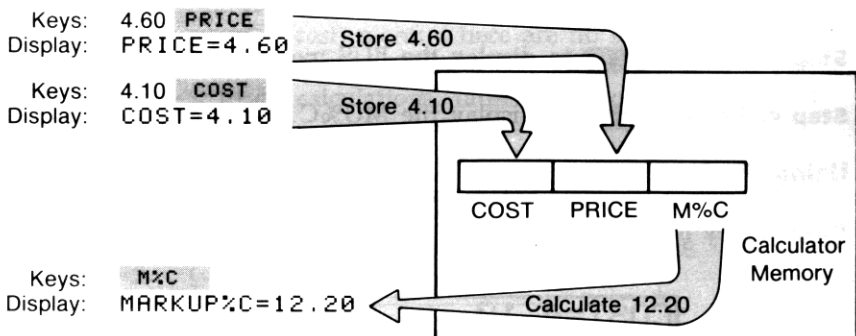 Keys: 4.60 PRICE
Display: PRICE=4.60
Store 4.60
Keys: 4.10 COST
Display: COST=4.10
Store 4.10
COST PRICE M%C
Calculator
Memory
Keys: M%C
Display: MARKUP%C=12.20
Calculate 12.20